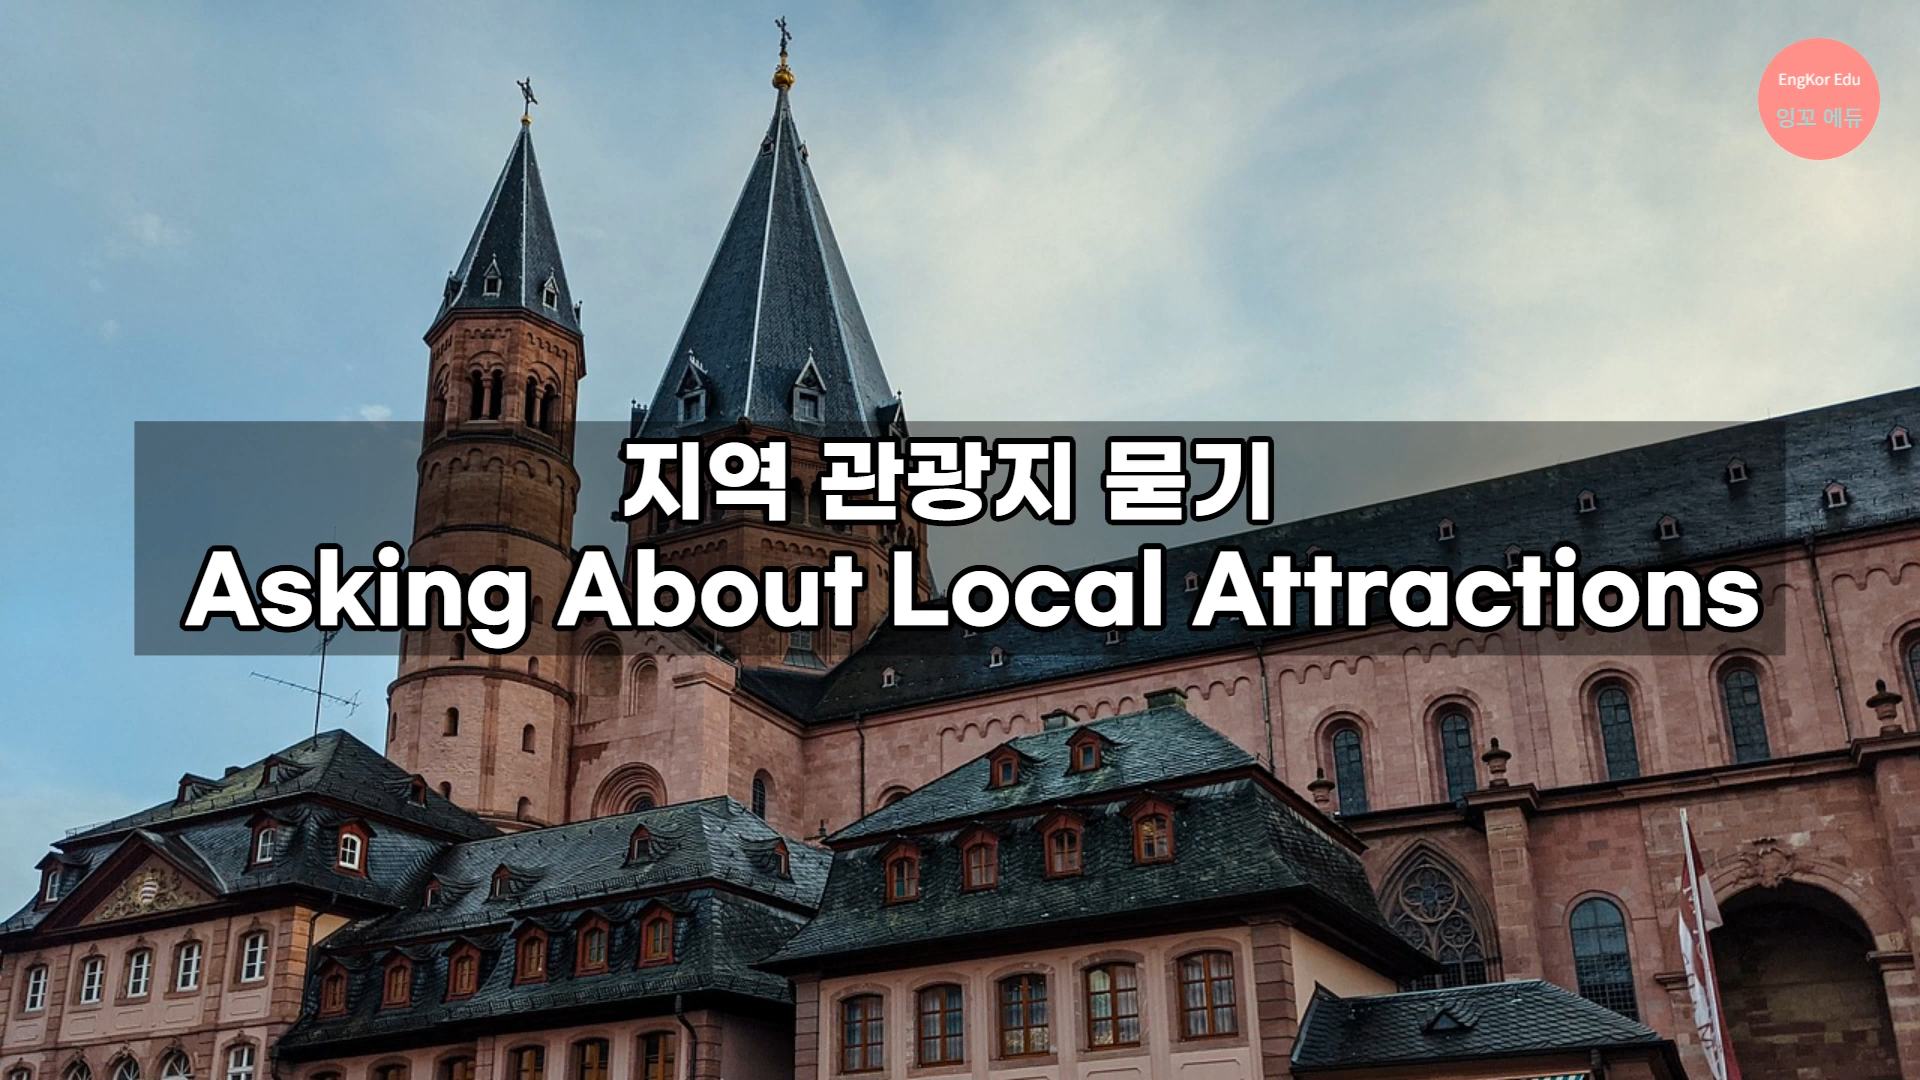 EngKor Edu
잉꼬 에듀
지역 관광지 묻기
Asking About Local Attractions